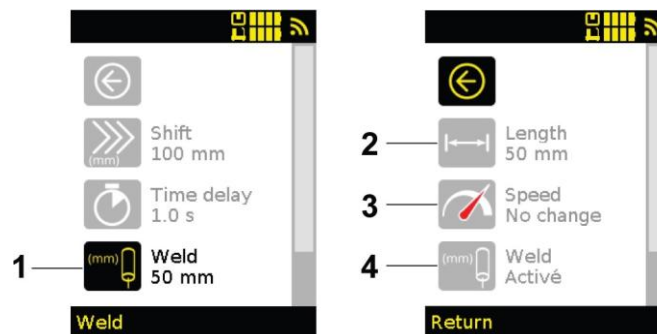 Shift
(mm)
100 mm
Time delay
1.0 s
1
(mm)
Weld
50 mm
Weld
2
Length
50 mm
3
Speed
No change
4
(mm)
Weld
Activé
Return